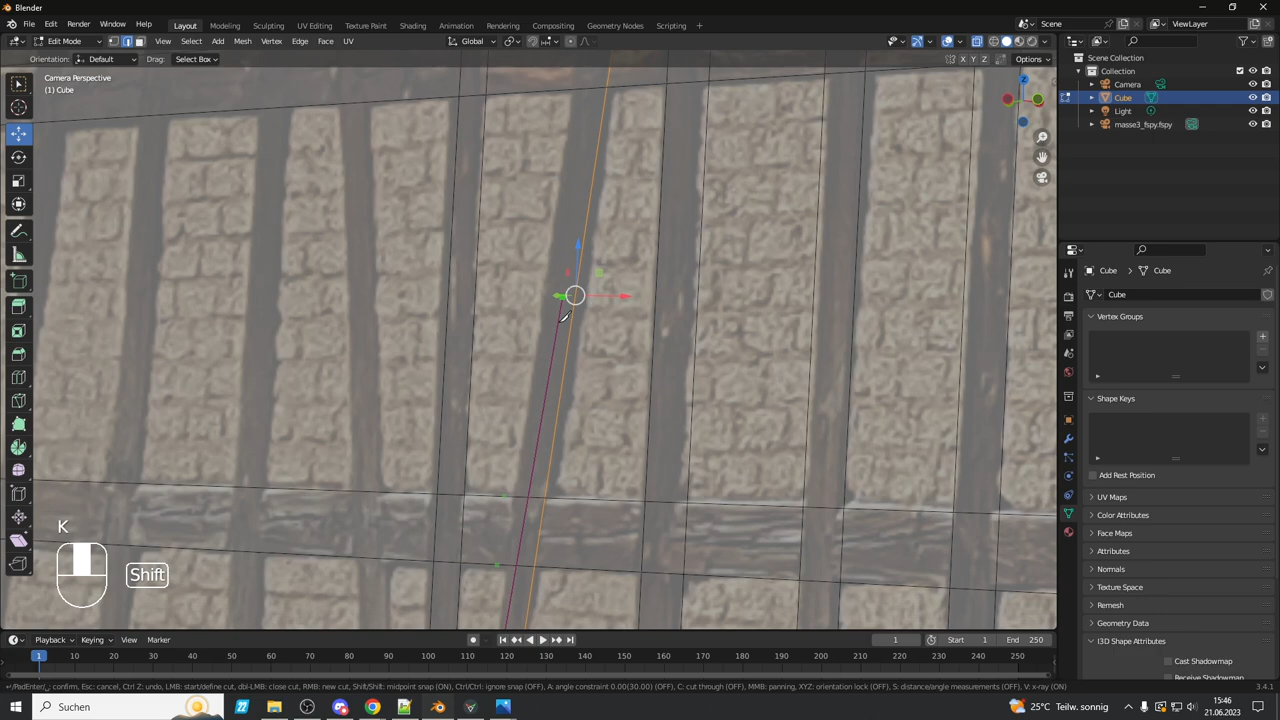 Blender
File Edit Render Window Help Layout Modeling Sculpting UV Editing Texture Paint Shading Animation Rendering Compositing Geometry Nodes Scripting + Scene ViewLayer
Edit Mode View Select Add Mesh Vertex Edge Face UV Global
Orientation: Default Drag: Select Box X Y Z Options
Camera Perspective
(1) Cube
Z
Scene Collection
Collection
Camera
Cube
Light
masse3_fspy.fspy
Cube Cube
Cube
Vertex Groups
Shape Keys
Add Rest Position
UV Maps
Color Attributes
Face Maps
Attributes
Normals
Texture Space
Remesh
Geometry Data
I3D Shape Attributes
Cast Shadowmap
Receive Shadowmap
K
Shift
Playback Keying View Marker 1 Start 1 End 250
1 10 20 30 40 50 60 70 80 90 100 110 120 130 140 150 160 170 180 190 200 210 220 230 240 250
↵/PadEnter/␣: confirm, Esc: cancel, Ctrl Z: undo, LMB: start/define cut, dbl-LMB: close cut, RMB: new cut, Shift/Shift: midpoint snap (ON), Ctrl/Ctrl: ignore snap (OFF), A: angle constraint 0.00(30.00) (OFF), C: cut through (OFF), MMB: panning, XYZ: orientation lock (OFF), S: distance/angle measurements (OFF), V: x-ray (ON)
3.4.1
Suchen
25°C Teilw. sonnig
15:46
21.06.2023